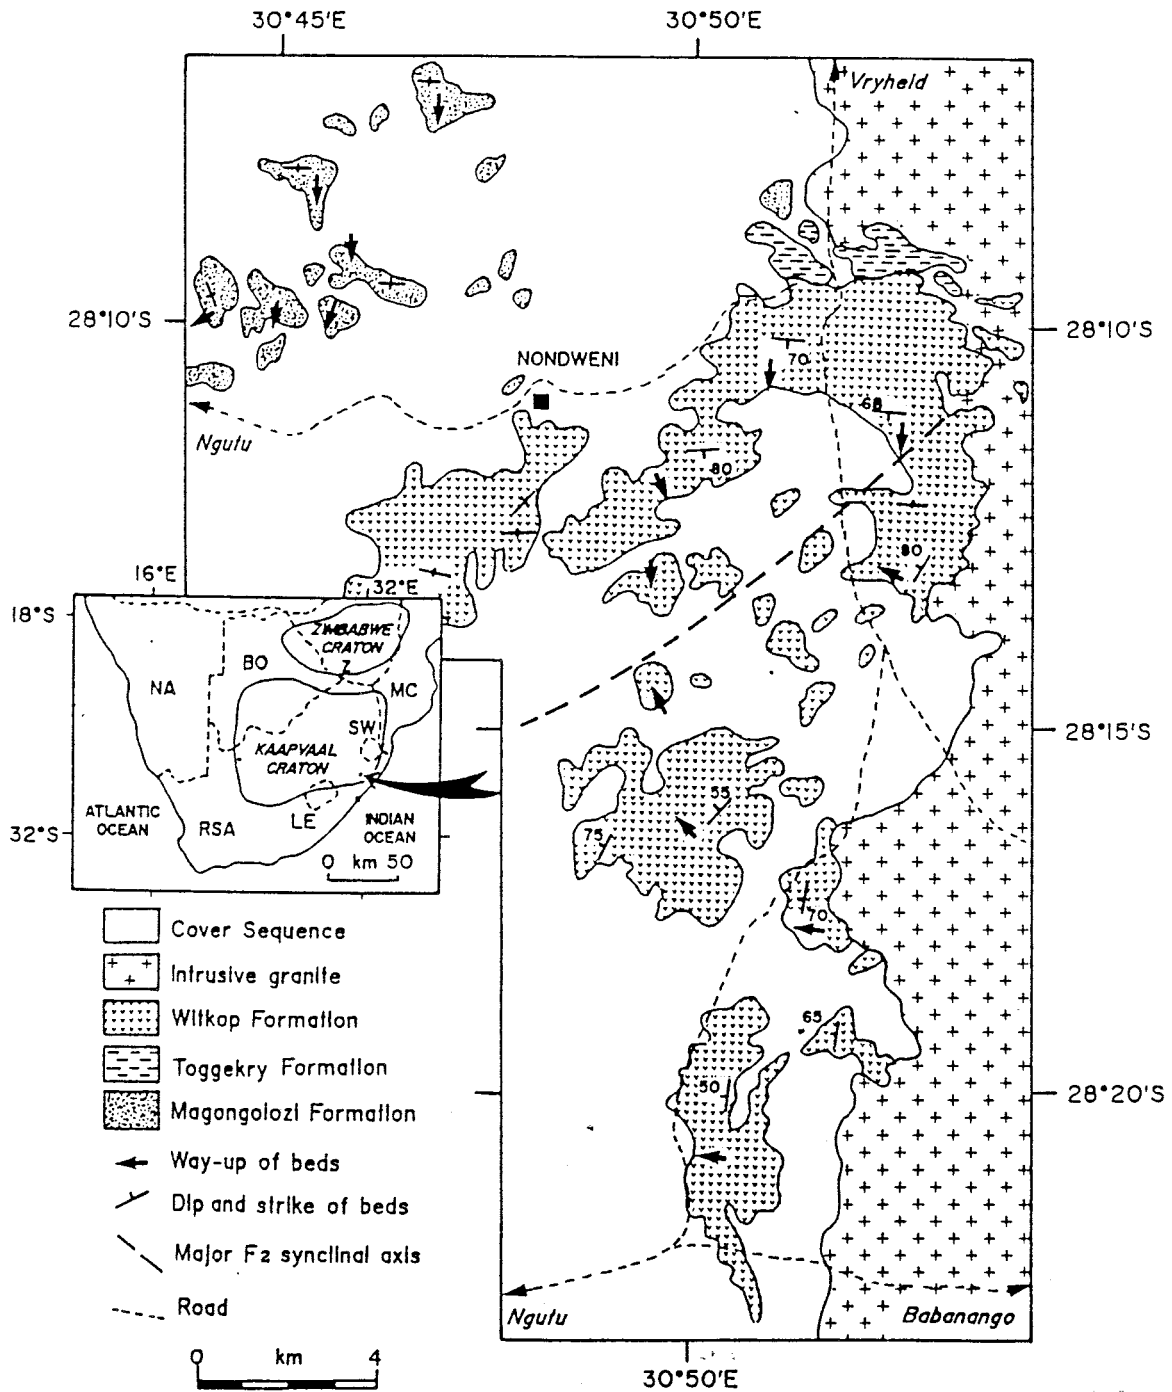 30°45'E
30°50'E
Vryheld
28°10'S
28°10'S
NONDWENI
70
68
Ngutu
80
80
16°E
32°E
18°S
ZIMBABWE
CRATON
Z
BO
NA
MC
SW
KAAPVAAL
CRATON
28°15'S
55
75
ATLANTIC
OCEAN
RSA
LE
INDIAN
OCEAN
32°S
0 km 50
70
Cover Sequence
Intrusive granite
Witkop Formation
65
Toggekry Formation
50
28°20'S
Magongolozi Formation
Way-up of beds
Dip and strike of beds
Major F2 synclinal axis
Road
Ngutu
Babanango
0 km 4
30°50'E